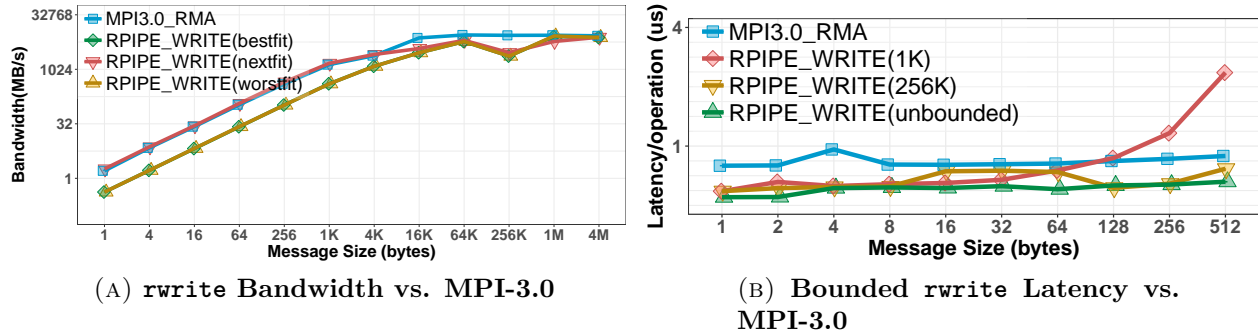 32768
1024
32
1
Bandwidth(MB/s)
MPI3.0_RMA
RPIPE_WRITE(bestfit)
RPIPE_WRITE(nextfit)
RPIPE_WRITE(worstfit)
1 4 16 64 256 1K 4K 16K 64K 256K 1M 4M
Message Size (bytes)
(A) rwrite Bandwidth vs. MPI-3.0
4
1
Latency/operation (us)
MPI3.0_RMA
RPIPE_WRITE(1K)
RPIPE_WRITE(256K)
RPIPE_WRITE(unbounded)
1 2 4 8 16 32 64 128 256 512
Message Size (bytes)
(B) Bounded rwrite Latency vs.
MPI-3.0